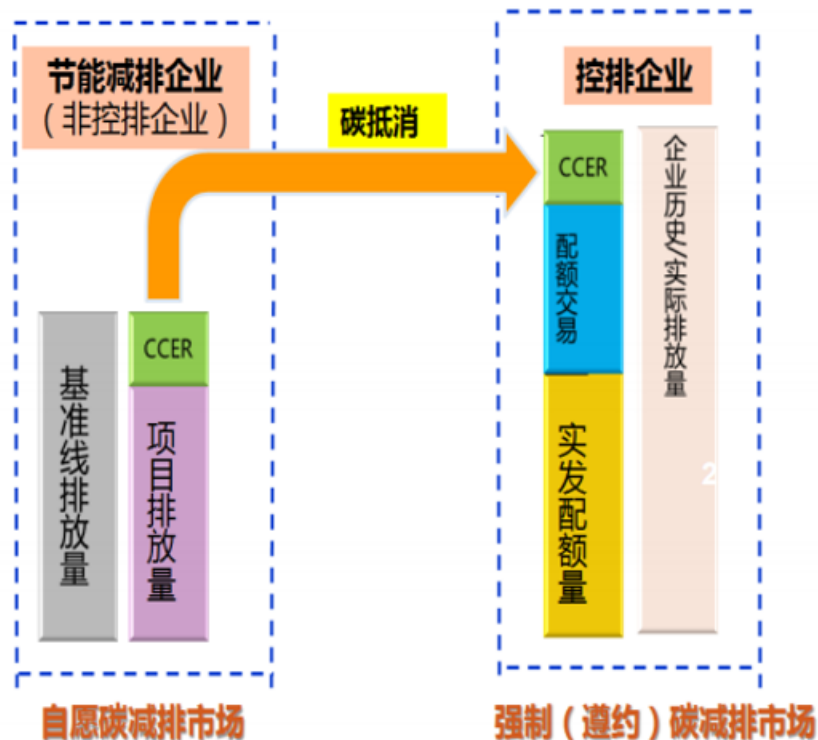 节能减排企业
（非控排企业）
碳抵消
控排企业
CCER
基准线排放量
项目排放量
CCER
配额交易
实发配额量
企业历史/实际排放量
2
自愿碳减排市场
强制（遵约）碳减排市场